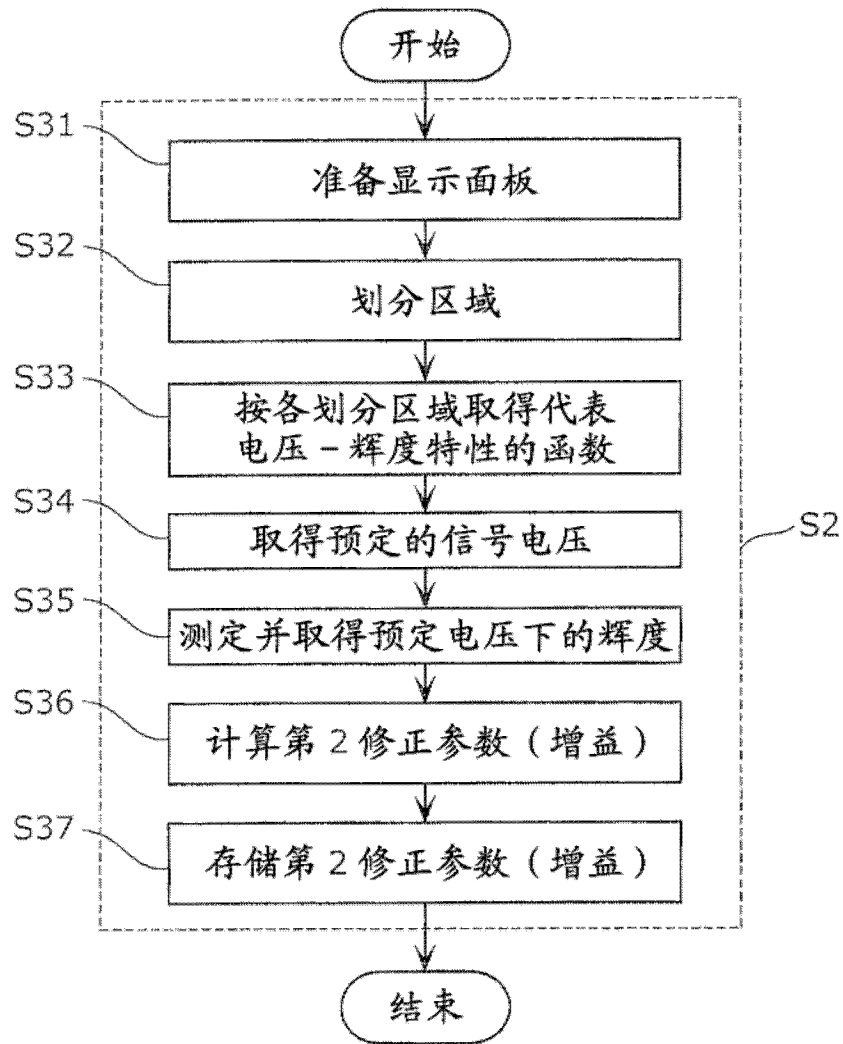 开始
S31
准备显示面板
S32
划分区域
S33
按各划分区域取得代表
电压-辉度特性的函数
S34
取得预定的信号电压
S2
S35
测定并取得预定电压下的辉度
S36
计算第2修正参数(增益)
S37
存储第2修正参数(增益)
结束